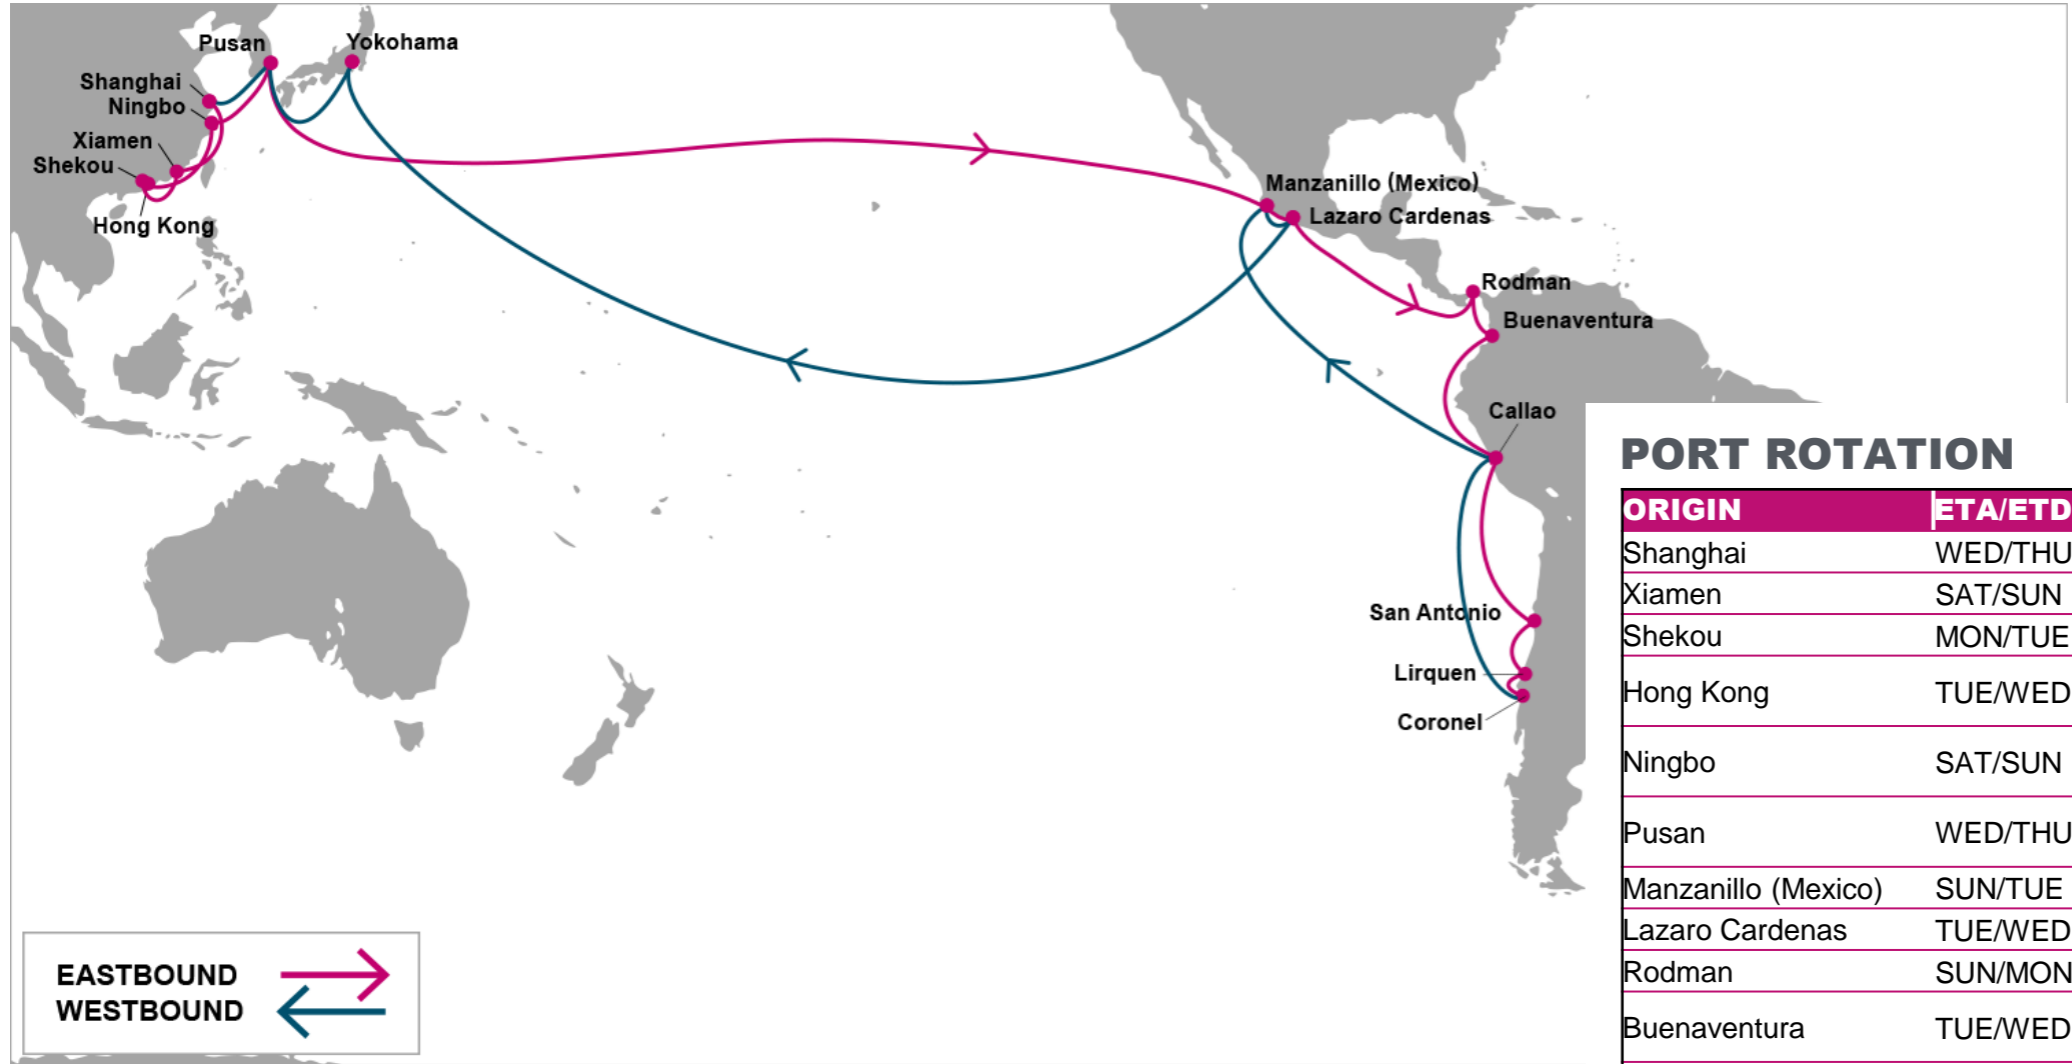 Pusan
Yokohama
Shanghai
Ningbo
Xiamen
Shekou
Hong Kong
Manzanillo (Mexico)
Lazaro Cardenas
Rodman
Buenaventura
Callao
San Antonio
Lirquen
Coronel
EASTBOUND
WESTBOUND
PORT ROTATION
ORIGIN ETA/ETD
Shanghai WED/THU
Xiamen SAT/SUN
Shekou MON/TUE
Hong Kong TUE/WED
Ningbo SAT/SUN
Pusan WED/THU
Manzanillo (Mexico) SUN/TUE
Lazaro Cardenas TUE/WED
Rodman SUN/MON
Buenaventura TUE/WED